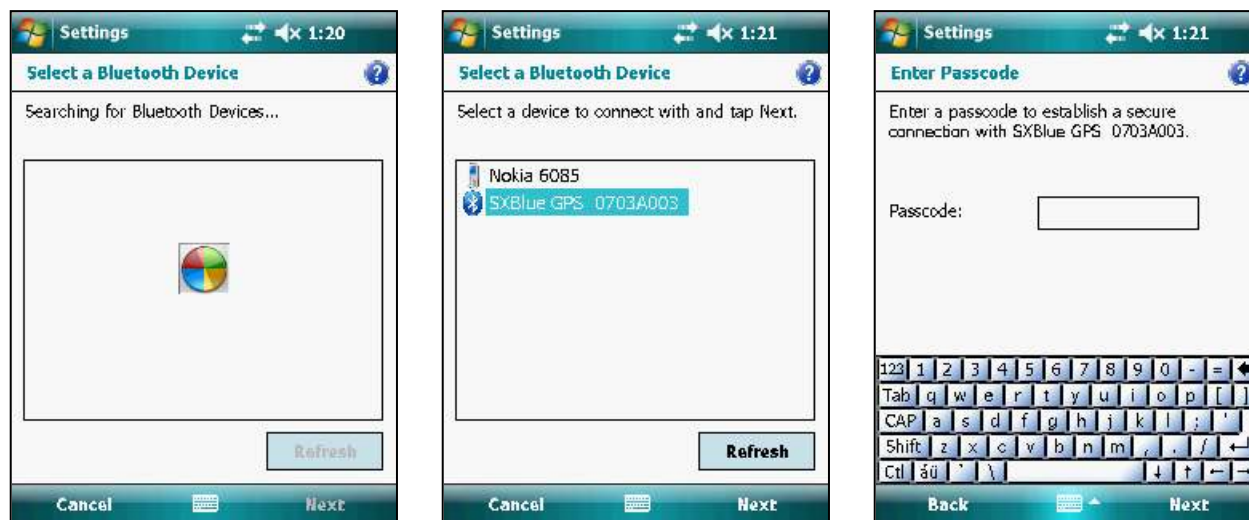 Settings 1:20
Select a Bluetooth Device
Searching for Bluetooth Devices...
Refresh
Cancel Next
Settings 1:21
Select a Bluetooth Device
Select a device to connect with and tap Next.
Nokia 6085
SXBlue GPS 0703A003
Refresh
Cancel Next
Settings 1:21
Enter Passcode
Enter a passcode to establish a secure
connection with SXBlue GPS 0703A003.
Passcode:
123 1 2 3 4 5 6 7 8 9 0 - =
Tab q w e r t y u i o p [ ]
CAP a s d f g h j k l ; '
Shift z x c v b n m , . /
Ctl áü ` \
Back Next